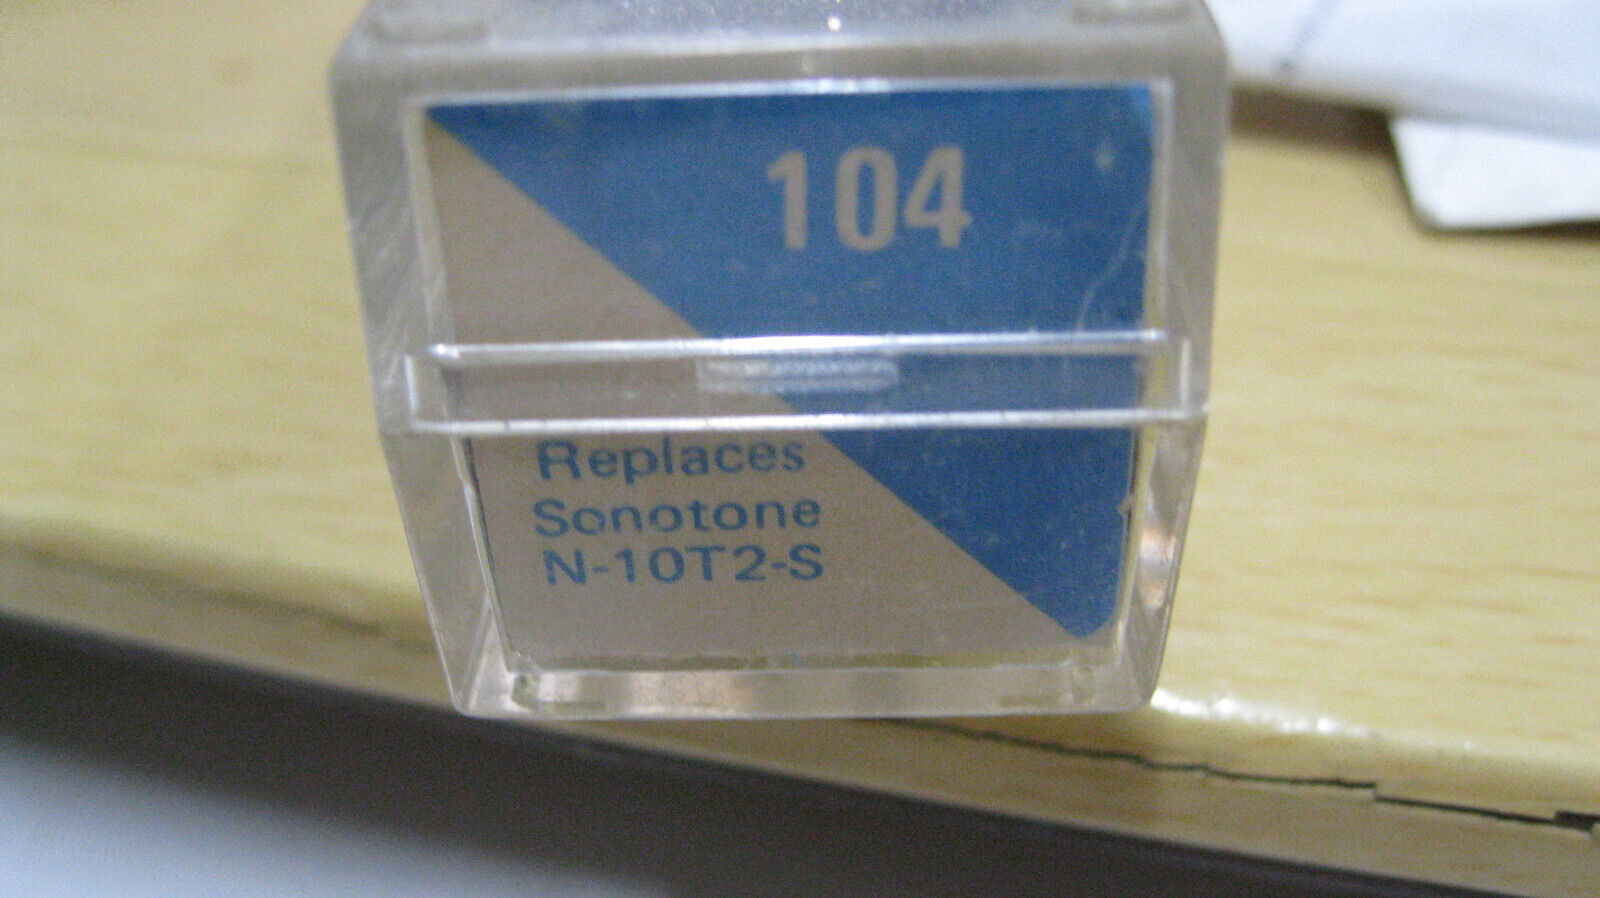 104
Replaces
Sonotone
N-10T2-S